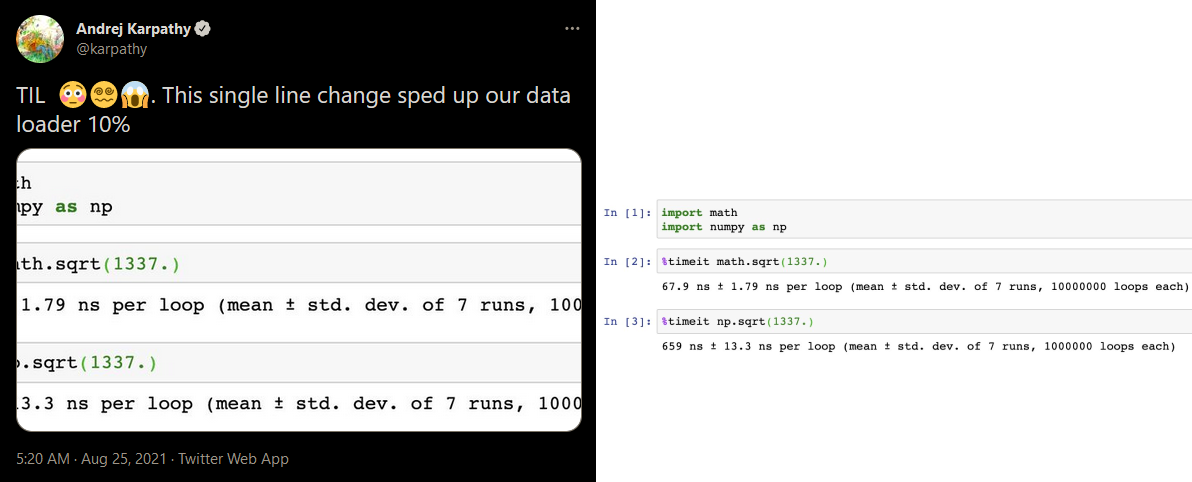 Andrej Karpathy
@karpathy
TIL 😳😵‍💫😱. This single line change sped up our data
loader 10%
th
npy as np
ath.sqrt(1337.)
1.79 ns per loop (mean ± std. dev. of 7 runs, 100
p.sqrt(1337.)
3.3 ns per loop (mean ± std. dev. of 7 runs, 1000
5:20 AM · Aug 25, 2021 · Twitter Web App
In [1]: import math
import numpy as np
In [2]: %timeit math.sqrt(1337.)
67.9 ns ± 1.79 ns per loop (mean ± std. dev. of 7 runs, 10000000 loops each)
In [3]: %timeit np.sqrt(1337.)
659 ns ± 13.3 ns per loop (mean ± std. dev. of 7 runs, 1000000 loops each)